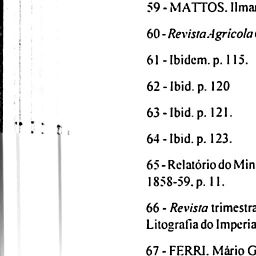 59 - MATTOS, Ilmar
60 - Revista Agrícola
61 - Ibidem. p. 115.
62 - Ibid. p. 120
63 - Ibid. p. 121.
64 - Ibid. p. 123.
65 - Relatório do Min
1858-59, p. 11.
66 - Revista trimestra
Litografia do Imperia
67 - FERRI, Mário G